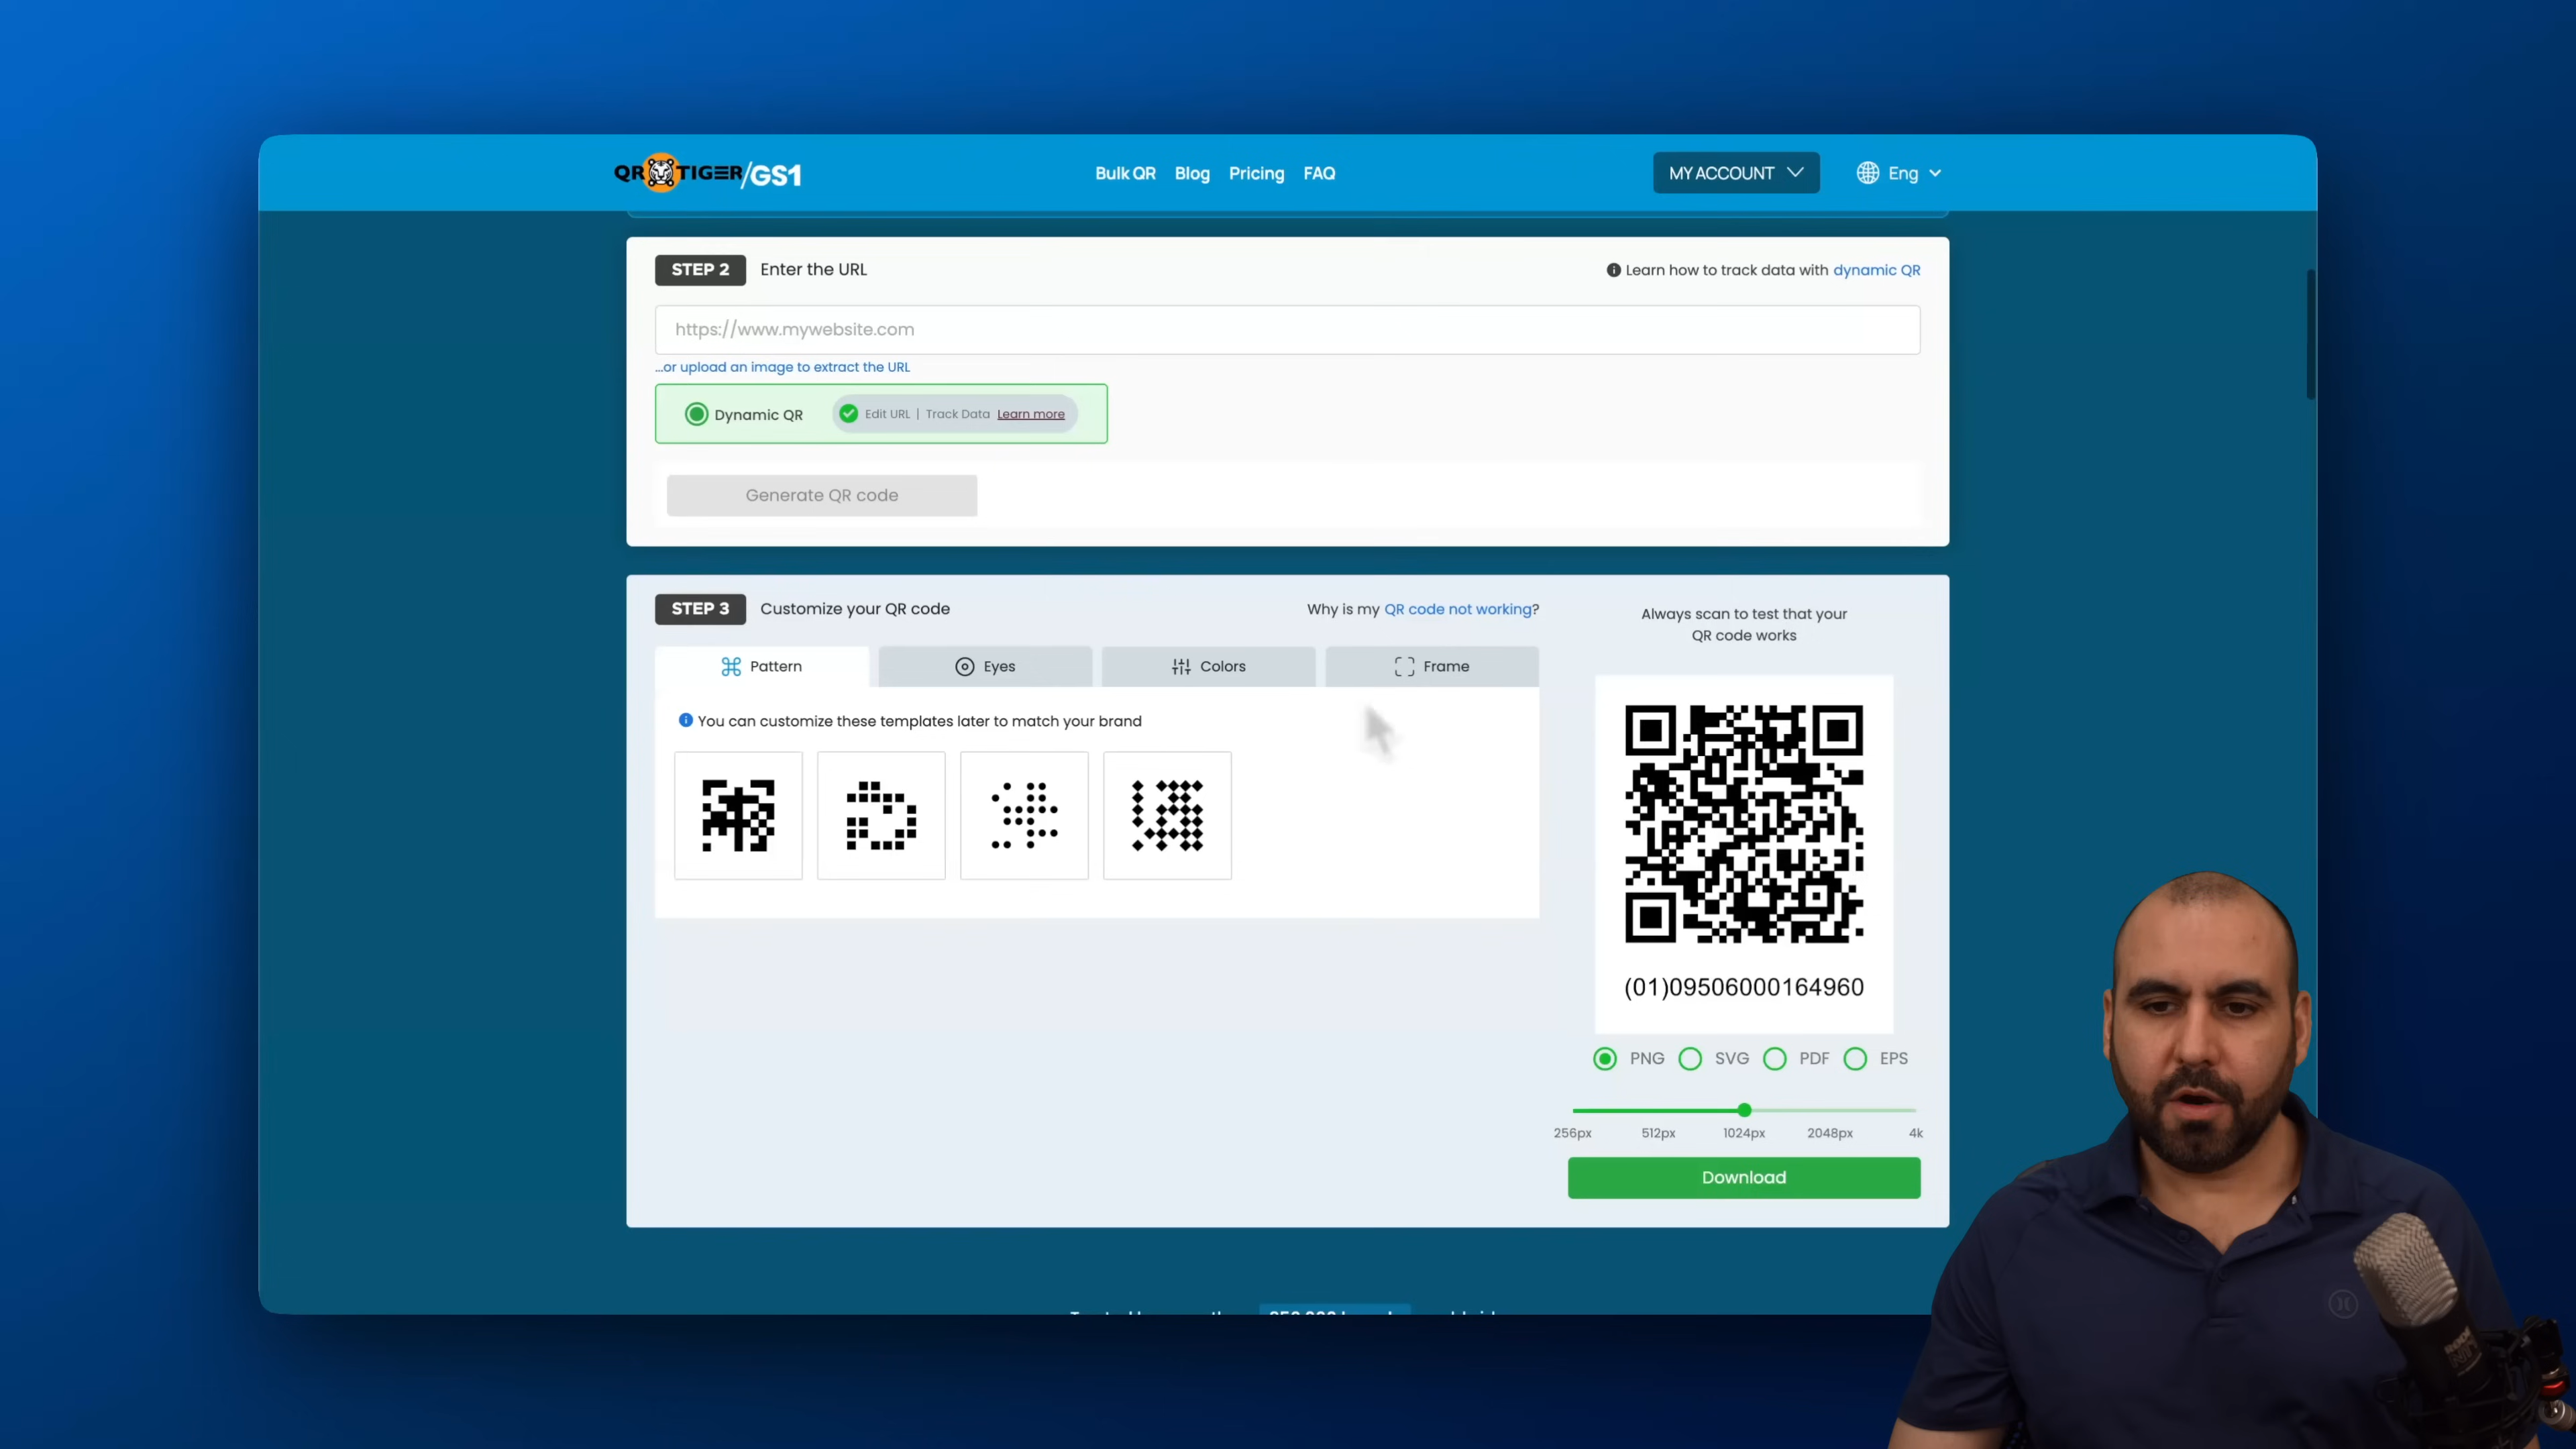 QR TIGER/GS1
Bulk QR Blog Pricing FAQ
MY ACCOUNT
Eng
STEP 2 Enter the URL
Learn how to track data with dynamic QR
https://www.mywebsite.com
...or upload an image to extract the URL
Dynamic QR
Edit URL | Track Data Learn more
Generate QR code
STEP 3 Customize your QR code
Why is my QR code not working?
Pattern
Eyes
Colors
Frame
You can customize these templates later to match your brand
Always scan to test that your
QR code works
(01)09506000164960
PNG SVG PDF EPS
256px 512px 1024px 2048px 4k
Download